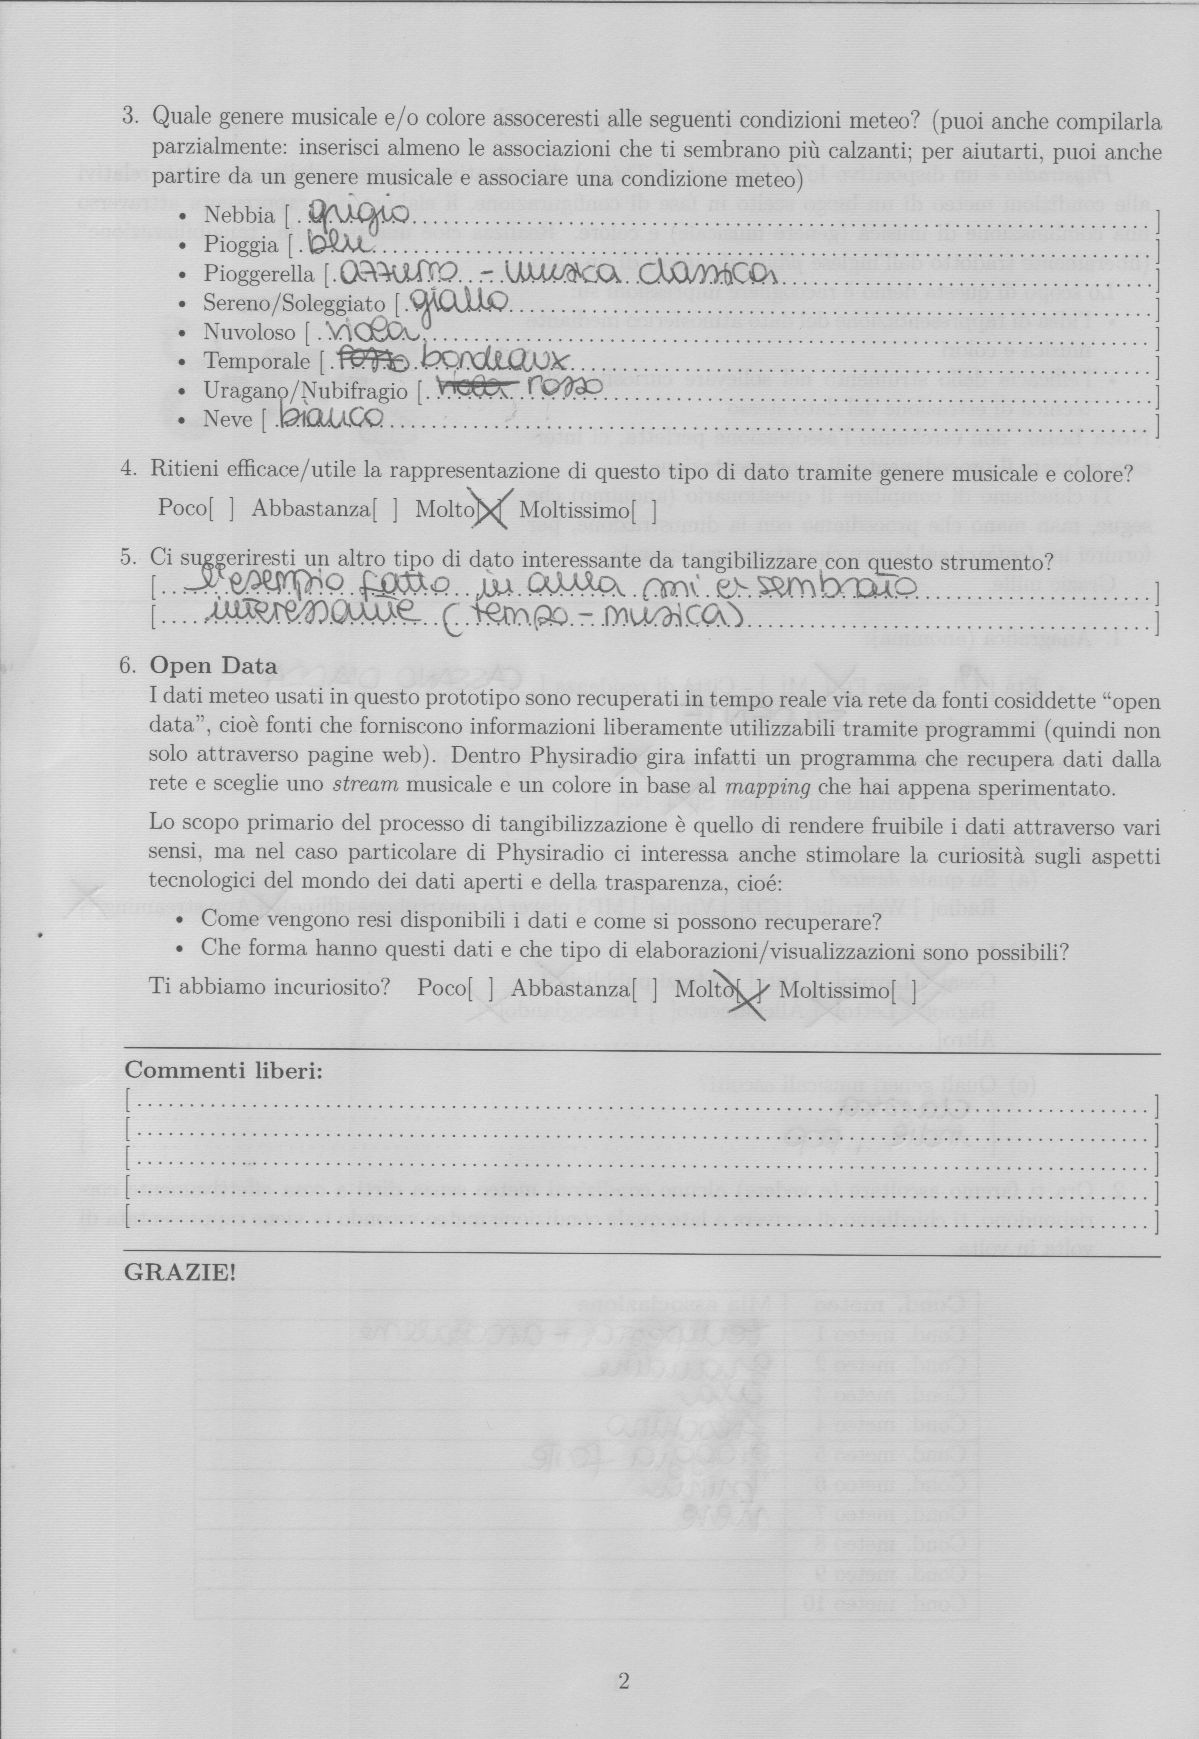 3. Quale genere musicale e/o colore assoceresti alle seguenti condizioni meteo? (puoi anche compilarla
parzialmente: inserisci almeno le associazioni che ti sembrano più calzanti; per aiutarti, puoi anche
partire da un genere musicale e associare una condizione meteo)
• Nebbia [ grigio ]
• Pioggia [ blu ]
• Pioggerella [ azzurro - musica classica ]
• Sereno/Soleggiato [ giallo ]
• Nuvoloso [ viola ]
• Temporale [ rosso bordeaux ]
• Uragano/Nubifragio [ viola rosso ]
• Neve [ bianco ]
4. Ritieni efficace/utile la rappresentazione di questo tipo di dato tramite genere musicale e colore?
Poco[ ] Abbastanza[ ] Molto[X] Moltissimo[ ]
5. Ci suggeriresti un altro tipo di dato interessante da tangibilizzare con questo strumento?
[ L'esempio fatto in aula mi è sembrato ]
[ interessante (tempo - musica) ]
6. Open Data
I dati meteo usati in questo prototipo sono recuperati in tempo reale via rete da fonti cosiddette “open
data”, cioè fonti che forniscono informazioni liberamente utilizzabili tramite programmi (quindi non
solo attraverso pagine web). Dentro Physiradio gira infatti un programma che recupera dati dalla
rete e sceglie uno stream musicale e un colore in base al mapping che hai appena sperimentato.
Lo scopo primario del processo di tangibilizzazione è quello di rendere fruibile i dati attraverso vari
sensi, ma nel caso particolare di Physiradio ci interessa anche stimolare la curiosità sugli aspetti
tecnologici del mondo dei dati aperti e della trasparenza, cioé:
• Come vengono resi disponibili i dati e come si possono recuperare?
• Che forma hanno questi dati e che tipo di elaborazioni/visualizzazioni sono possibili?
Ti abbiamo incuriosito? Poco[ ] Abbastanza[ ] Molto[X] Moltissimo[ ]
Commenti liberi:
GRAZIE!
2